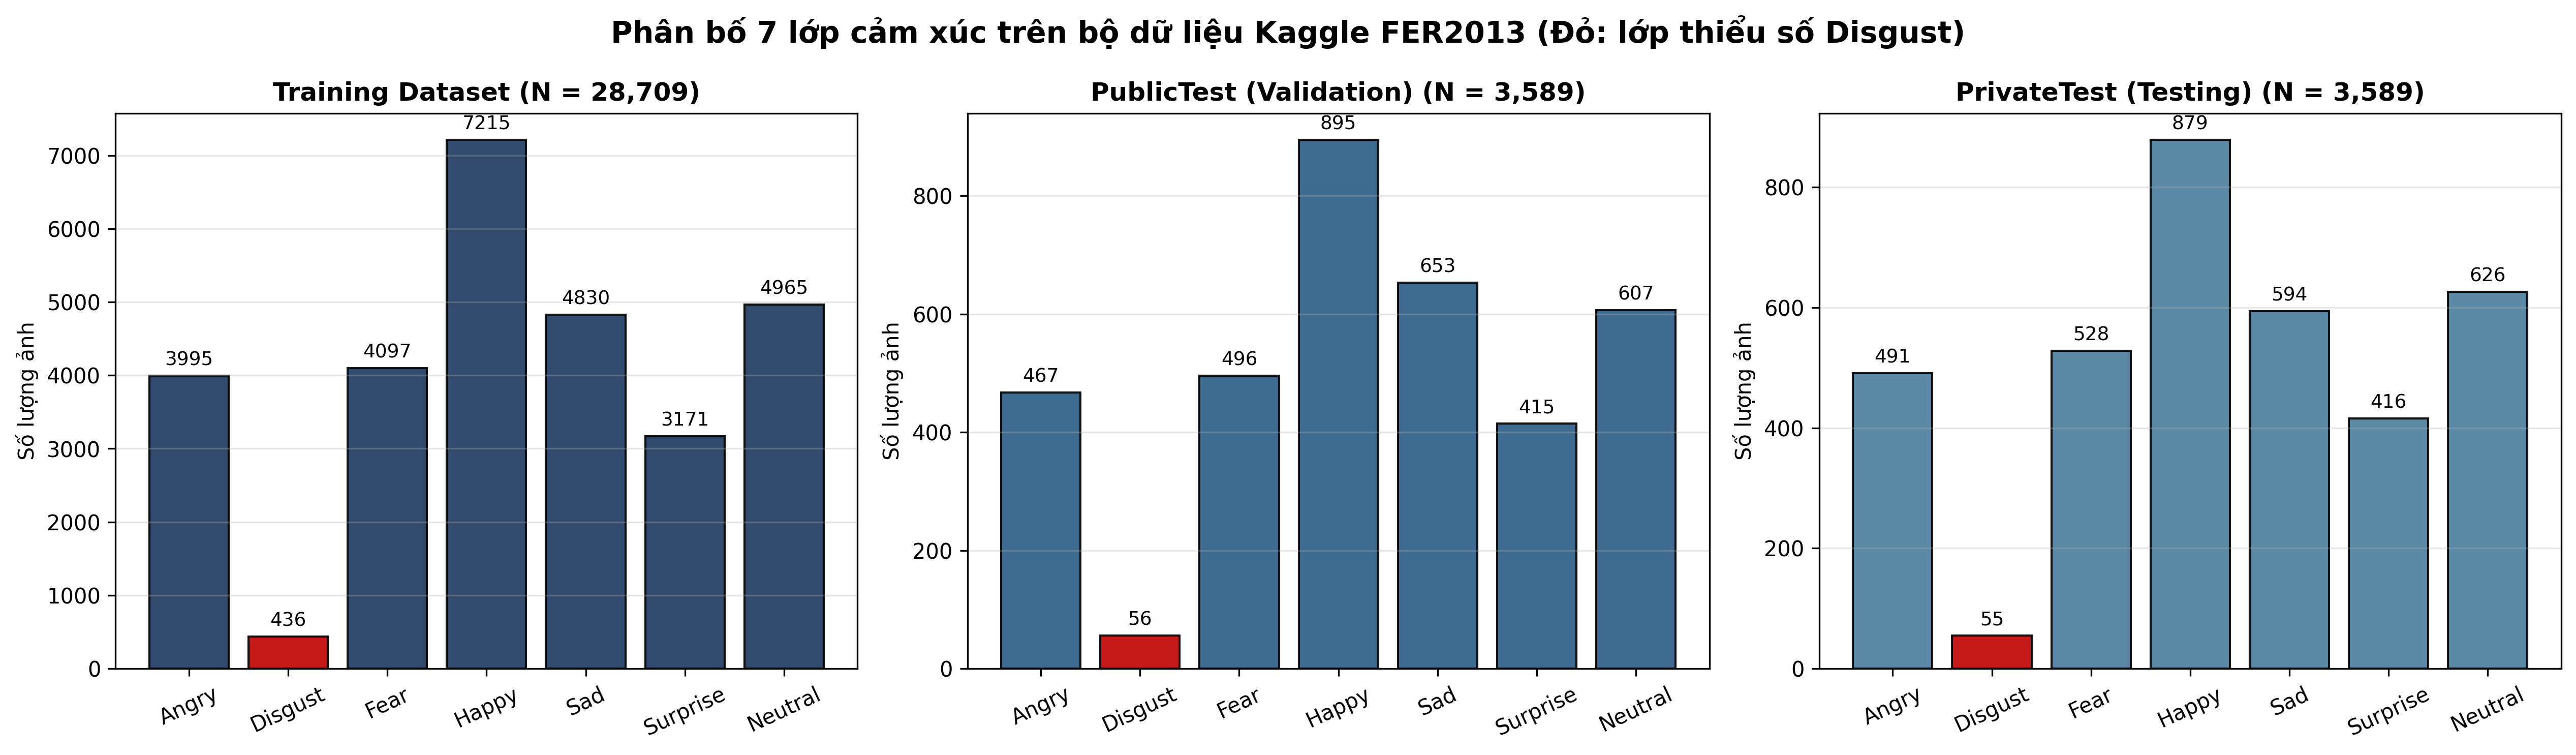 Phân bố 7 lớp cảm xúc trên bộ dữ liệu Kaggle FER2013 (Đỏ: lớp thiểu số Disgust)
Training Dataset (N = 28,709)
Số lượng ảnh
7000
6000
5000
4000
3000
2000
1000
0
3995
436
4097
7215
4830
3171
4965
Angry
Disgust
Fear
Happy
Sad
Surprise
Neutral
PublicTest (Validation) (N = 3,589)
Số lượng ảnh
800
600
400
200
0
467
56
496
895
653
415
607
Angry
Disgust
Fear
Happy
Sad
Surprise
Neutral
PrivateTest (Testing) (N = 3,589)
Số lượng ảnh
800
600
400
200
0
491
55
528
879
594
416
626
Angry
Disgust
Fear
Happy
Sad
Surprise
Neutral